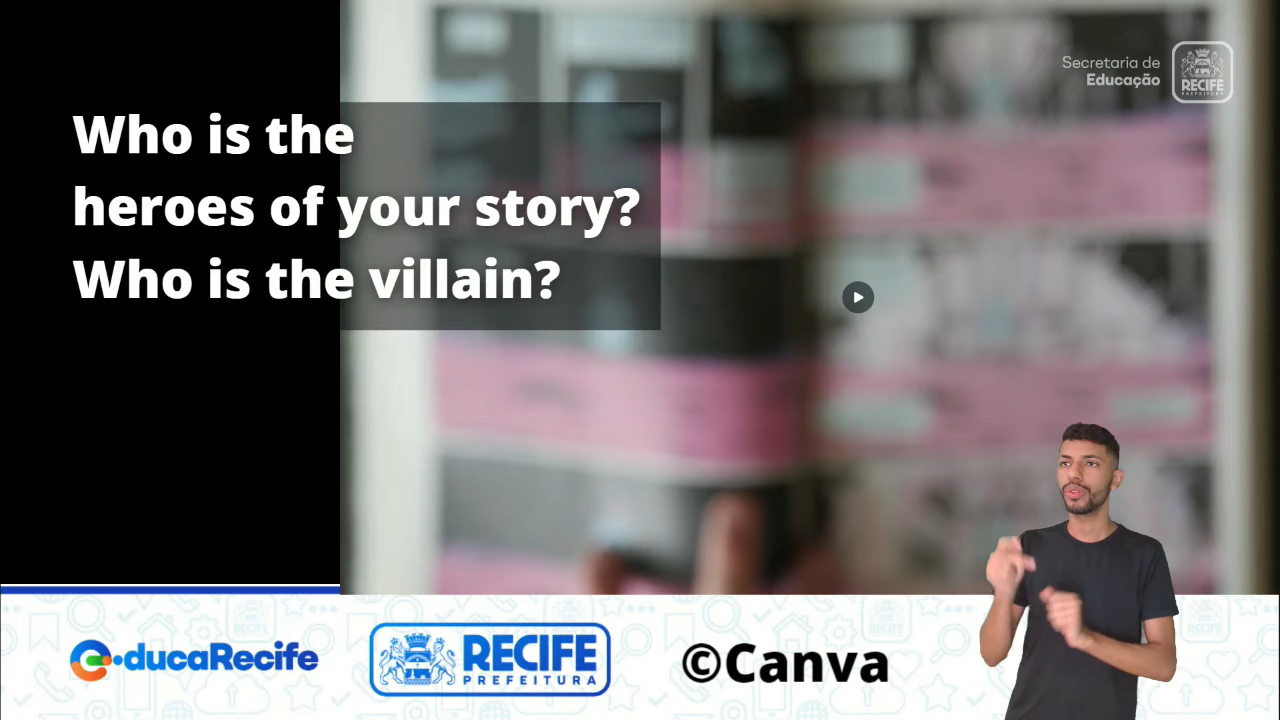 Secretaria de
Educação
RECIFE
PREFEITURA
Who is the
heroes of your story?
Who is the villain?
ducaRecife
RECIFE
PREFEITURA
©Canva